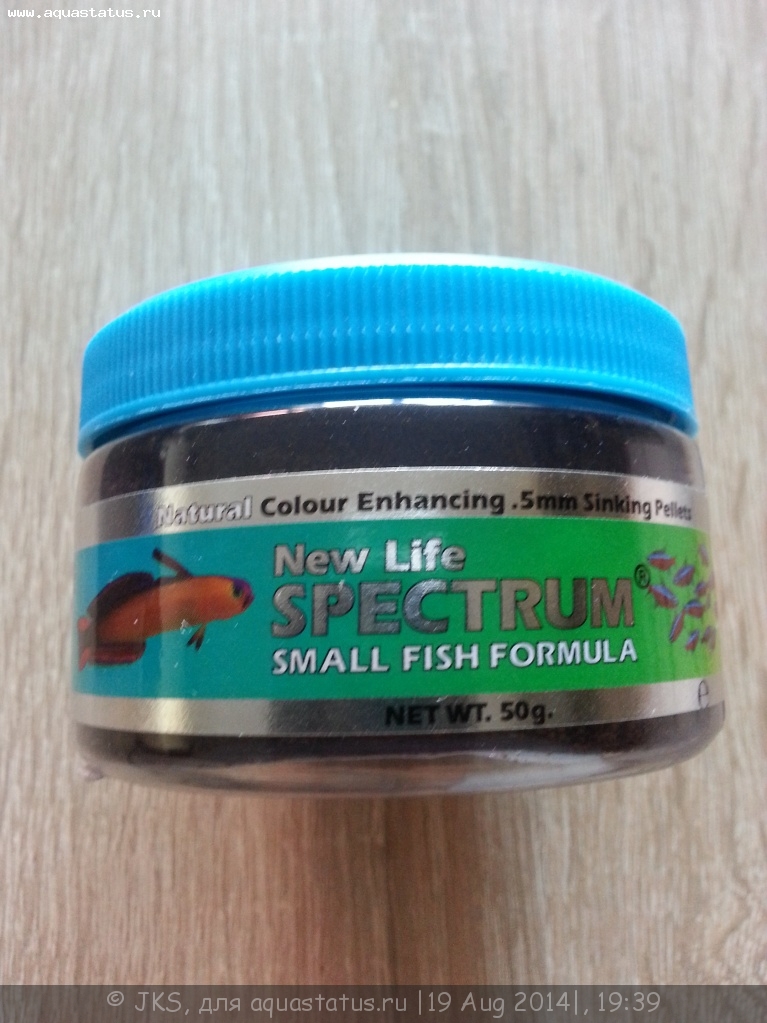 www.aquastatus.ru
Natural Colour Enhancing .5mm Sinking Pellets
New Life
SPECTRUM®
SMALL FISH FORMULA
NET WT. 50g.
e
© JKS, для aquastatus.ru |19 Aug 2014|, 19:39